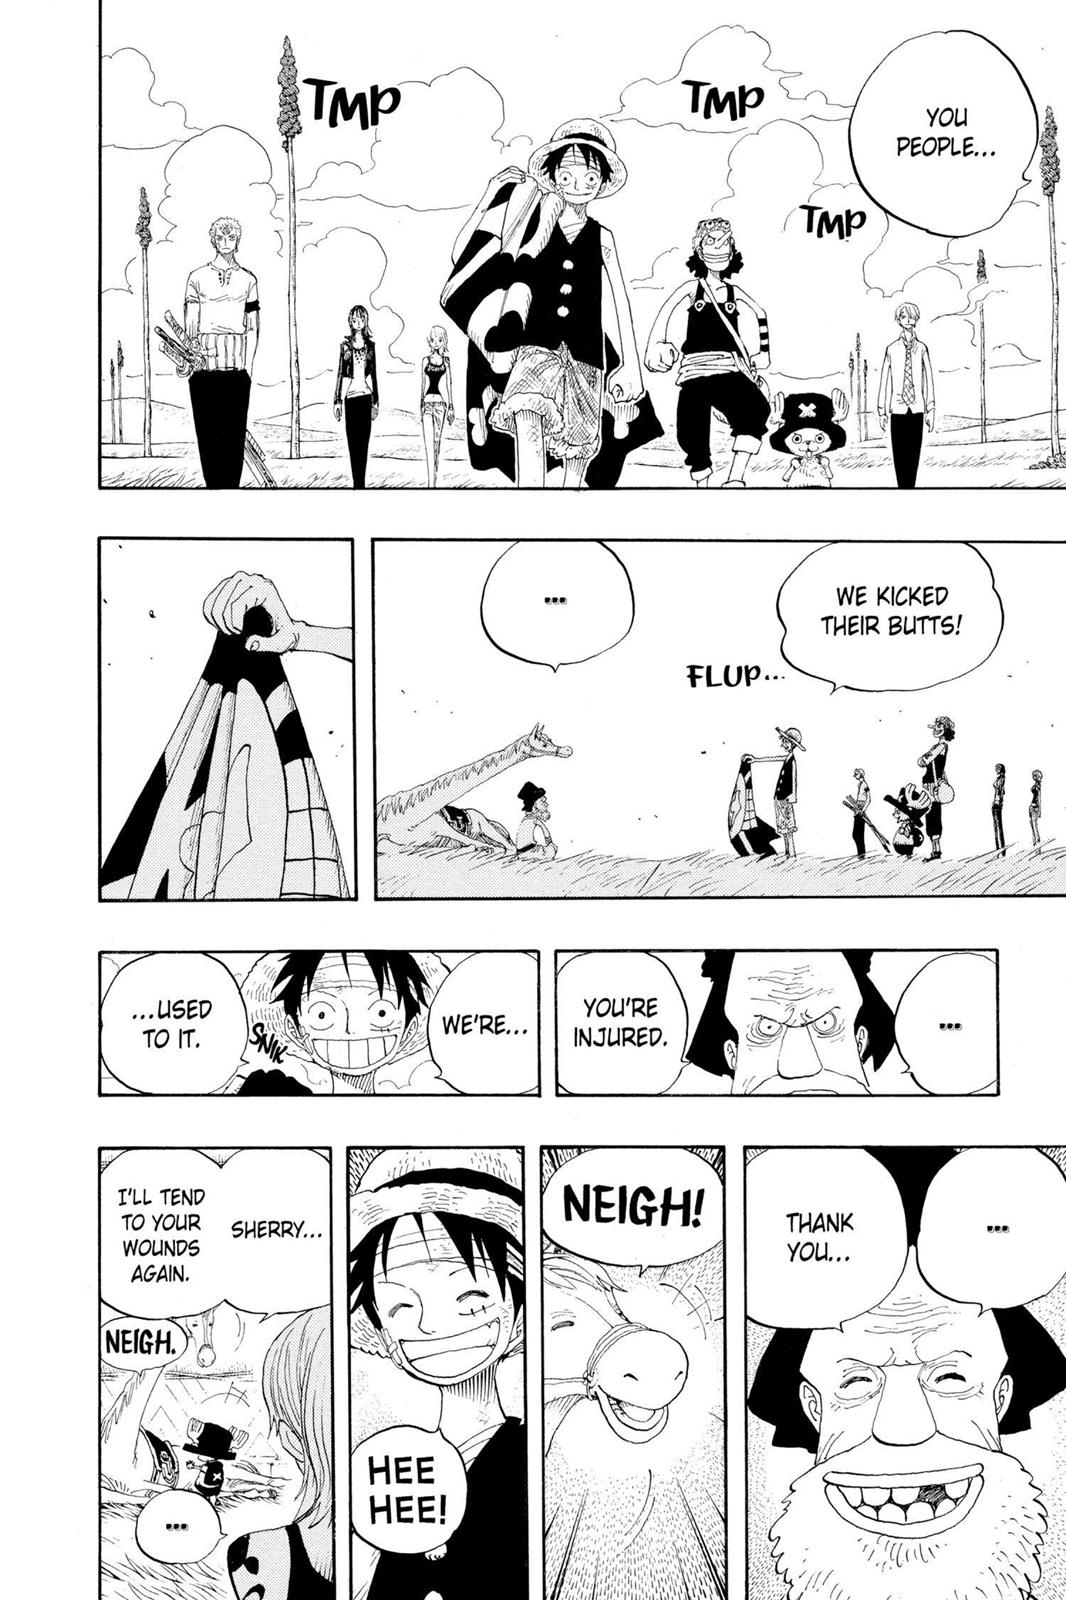 YOU
PEOPLE...
TMP
TMP
TMP
WE KICKED
THEIR BUTTS!
FLUP...
...
...
YOU'RE
INJURED.
WE'RE...
...USED
TO IT.
SNIK
...
THANK
YOU...
NEIGH!
HEE
HEE!
SHERRY...
I'LL TEND
TO YOUR
WOUNDS
AGAIN.
NEIGH.
...